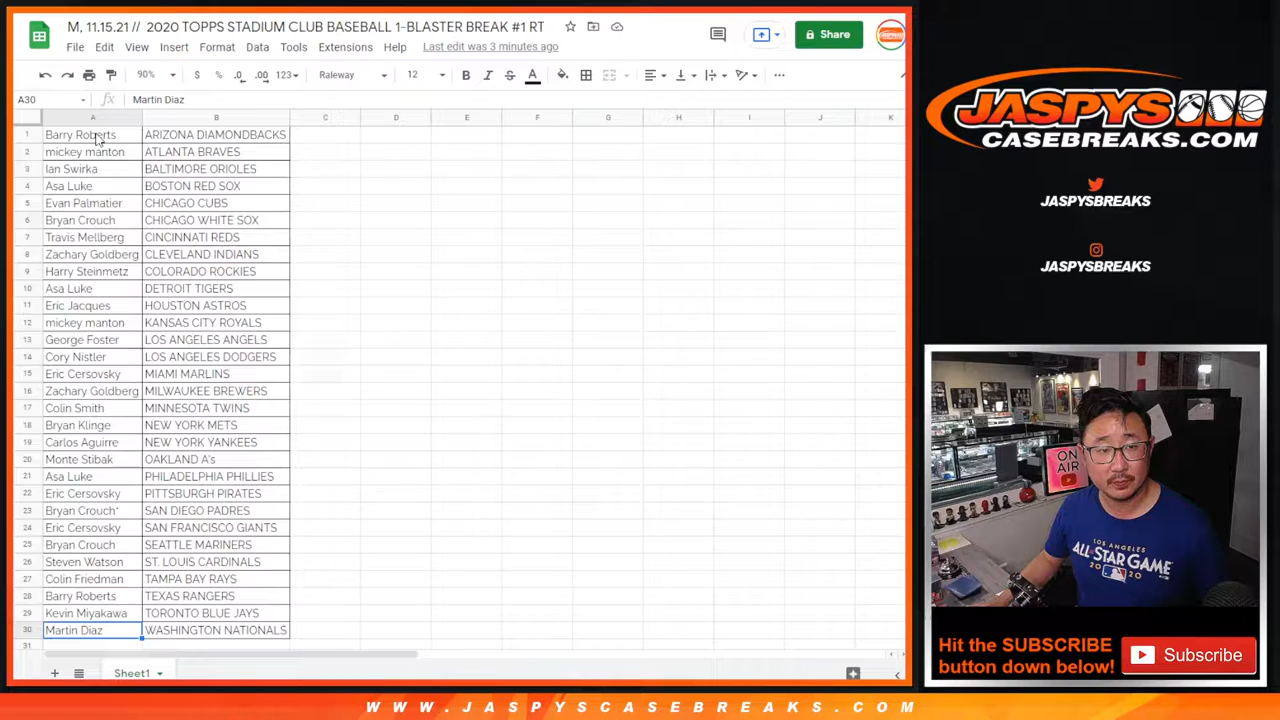 M, 11.15.21 // 2020 TOPPS STADIUM CLUB BASEBALL 1-BLASTER BREAK #1 RT
File Edit View Insert Format Data Tools Extensions Help Last edit was 3 minutes ago
Share
90% $ % .0 .00 123 Raleway 12 B I S A
A30 fx Martin Diaz
A B C D E F G H I J K
1 Barry Roberts ARIZONA DIAMONDBACKS
2 mickey manton ATLANTA BRAVES
3 Ian Swirka BALTIMORE ORIOLES
4 Asa Luke BOSTON RED SOX
5 Evan Palmatier CHICAGO CUBS
6 Bryan Crouch CHICAGO WHITE SOX
7 Travis Mellberg CINCINNATI REDS
8 Zachary Goldberg CLEVELAND INDIANS
9 Harry Steinmetz COLORADO ROCKIES
10 Asa Luke DETROIT TIGERS
11 Eric Jacques HOUSTON ASTROS
12 mickey manton KANSAS CITY ROYALS
13 George Foster LOS ANGELES ANGELS
14 Cory Nistler LOS ANGELES DODGERS
15 Eric Cersovsky MIAMI MARLINS
16 Zachary Goldberg MILWAUKEE BREWERS
17 Colin Smith MINNESOTA TWINS
18 Bryan Klinge NEW YORK METS
19 Carlos Aguirre NEW YORK YANKEES
20 Monte Stibak OAKLAND A's
21 Asa Luke PHILADELPHIA PHILLIES
22 Eric Cersovsky PITTSBURGH PIRATES
23 Bryan Crouch* SAN DIEGO PADRES
24 Eric Cersovsky SAN FRANCISCO GIANTS
25 Bryan Crouch SEATTLE MARINERS
26 Steven Watson ST. LOUIS CARDINALS
27 Colin Friedman TAMPA BAY RAYS
28 Barry Roberts TEXAS RANGERS
29 Kevin Miyakawa TORONTO BLUE JAYS
30 Martin Diaz WASHINGTON NATIONALS
31
Sheet1
JASPYS
CASEBREAKS.COM
JASPYSBREAKS
JASPYSBREAKS
ON
AIR
LOS ANGELES
ALL-STAR GAME
2020
Hit the SUBSCRIBE
button down below!
Subscribe
WWW.JASPYSCASEBREAKS.COM